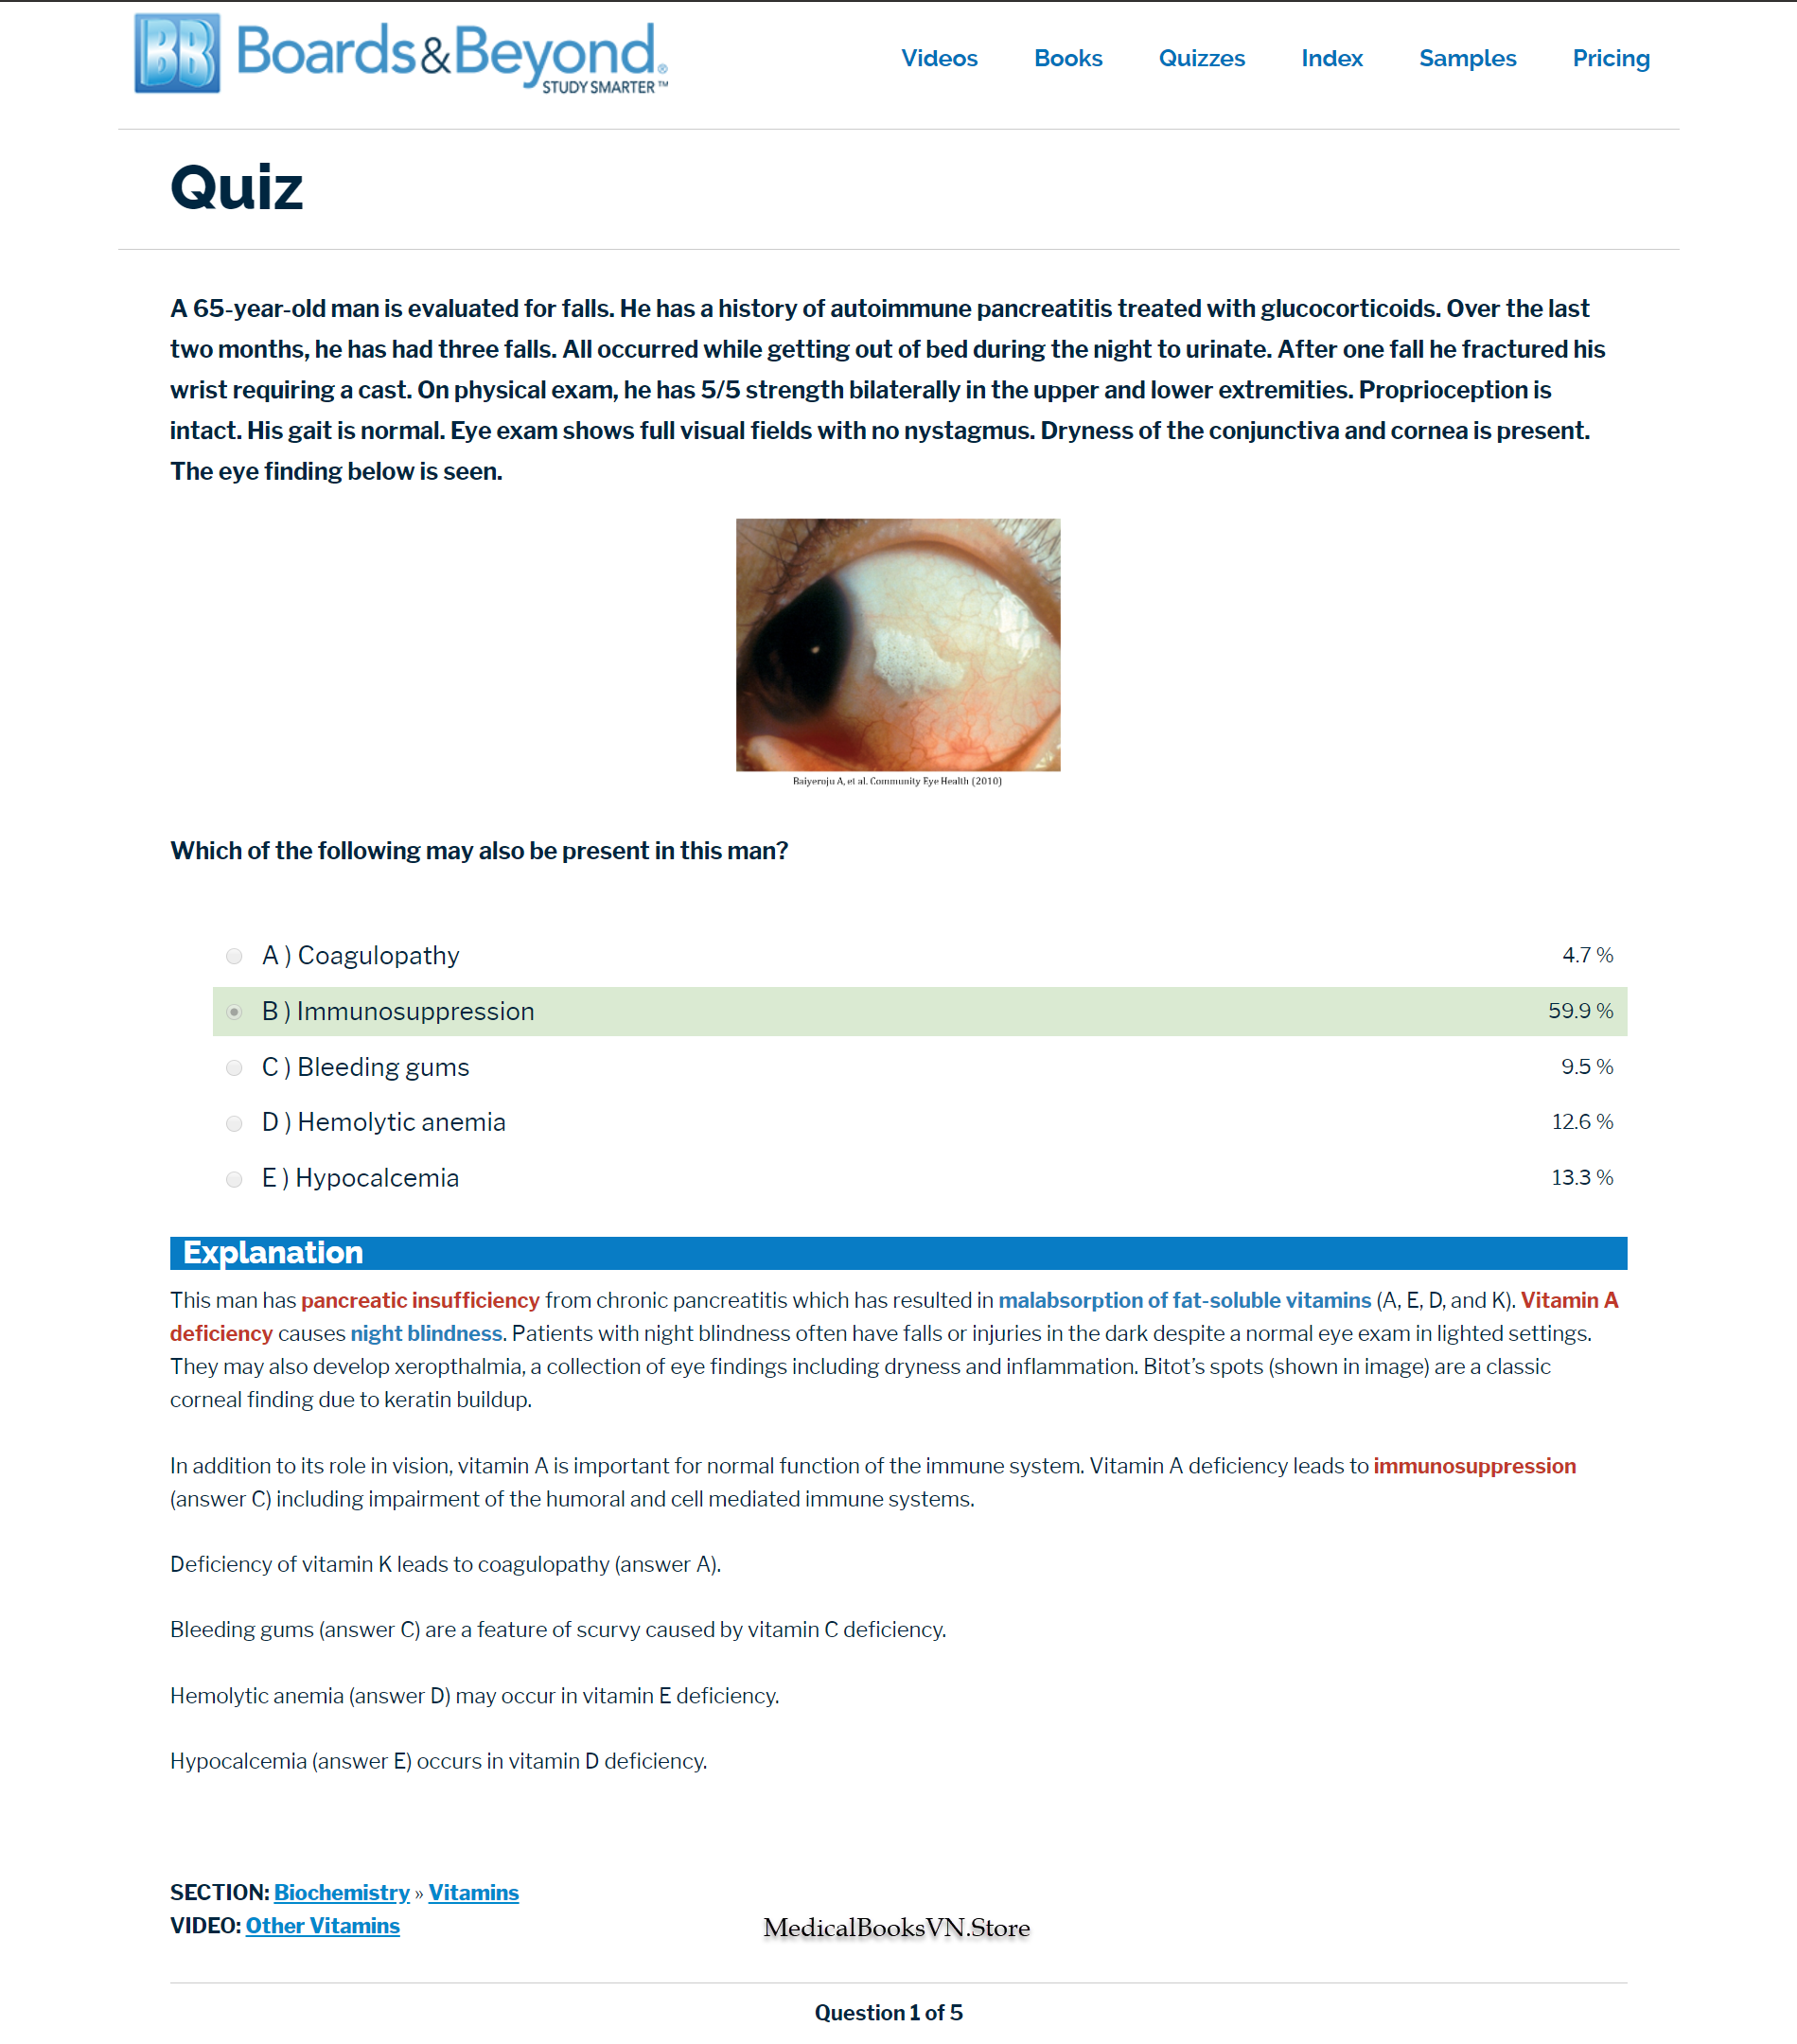 BB Boards&Beyond®
STUDY SMARTER™
Videos Books Quizzes Index Samples Pricing
Quiz
A 65-year-old man is evaluated for falls. He has a history of autoimmune pancreatitis treated with glucocorticoids. Over the last
two months, he has had three falls. All occurred while getting out of bed during the night to urinate. After one fall he fractured his
wrist requiring a cast. On physical exam, he has 5/5 strength bilaterally in the upper and lower extremities. Proprioception is
intact. His gait is normal. Eye exam shows full visual fields with no nystagmus. Dryness of the conjunctiva and cornea is present.
The eye finding below is seen.
Baiyeroju A, et al. Community Eye Health (2010)
Which of the following may also be present in this man?
A ) Coagulopathy 4.7 %
B ) Immunosuppression 59.9 %
C ) Bleeding gums 9.5 %
D ) Hemolytic anemia 12.6 %
E ) Hypocalcemia 13.3 %
Explanation
This man has pancreatic insufficiency from chronic pancreatitis which has resulted in malabsorption of fat-soluble vitamins (A, E, D, and K). Vitamin A
deficiency causes night blindness. Patients with night blindness often have falls or injuries in the dark despite a normal eye exam in lighted settings.
They may also develop xeropthalmia, a collection of eye findings including dryness and inflammation. Bitot’s spots (shown in image) are a classic
corneal finding due to keratin buildup.
In addition to its role in vision, vitamin A is important for normal function of the immune system. Vitamin A deficiency leads to immunosuppression
(answer C) including impairment of the humoral and cell mediated immune systems.
Deficiency of vitamin K leads to coagulopathy (answer A).
Bleeding gums (answer C) are a feature of scurvy caused by vitamin C deficiency.
Hemolytic anemia (answer D) may occur in vitamin E deficiency.
Hypocalcemia (answer E) occurs in vitamin D deficiency.
SECTION: Biochemistry » Vitamins
VIDEO: Other Vitamins
MedicalBooksVN.Store
Question 1 of 5